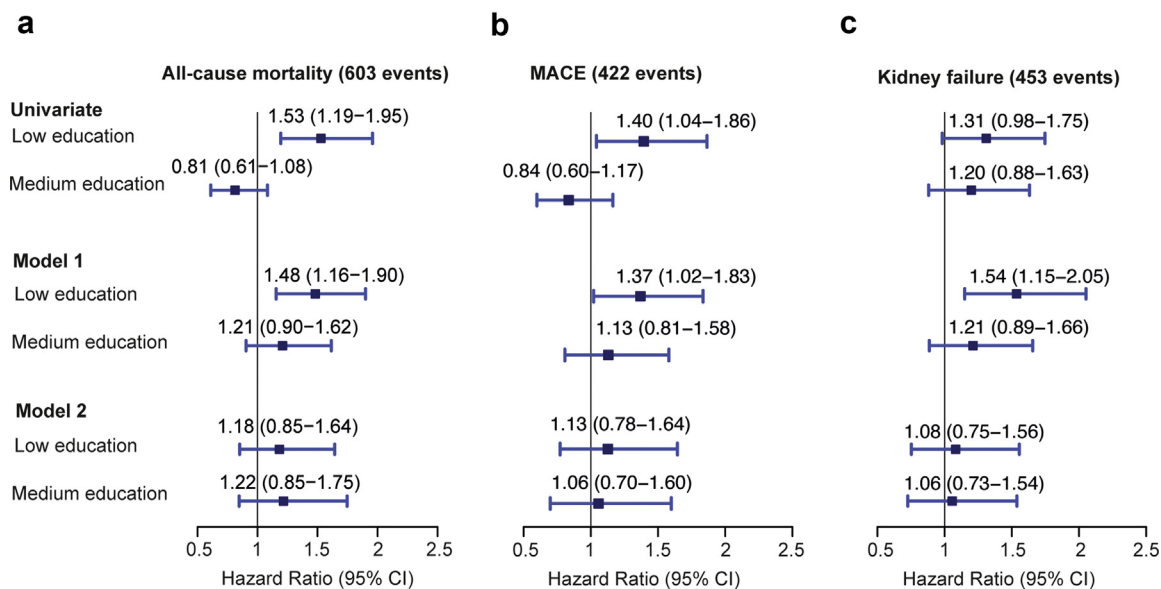 a
b
c
All-cause mortality (603 events)
MACE (422 events)
Kidney failure (453 events)
Univariate
Low education
1.53 (1.19–1.95)
1.40 (1.04–1.86)
1.31 (0.98–1.75)
Medium education
0.81 (0.61–1.08)
0.84 (0.60–1.17)
1.20 (0.88–1.63)
Model 1
Low education
1.48 (1.16–1.90)
1.37 (1.02–1.83)
1.54 (1.15–2.05)
Medium education
1.21 (0.90–1.62)
1.13 (0.81–1.58)
1.21 (0.89–1.66)
Model 2
Low education
1.18 (0.85–1.64)
1.13 (0.78–1.64)
1.08 (0.75–1.56)
Medium education
1.22 (0.85–1.75)
1.06 (0.70–1.60)
1.06 (0.73–1.54)
0.5 1 1.5 2 2.5
0.5 1 1.5 2 2.5
0.5 1 1.5 2 2.5
Hazard Ratio (95% CI)
Hazard Ratio (95% CI)
Hazard Ratio (95% CI)